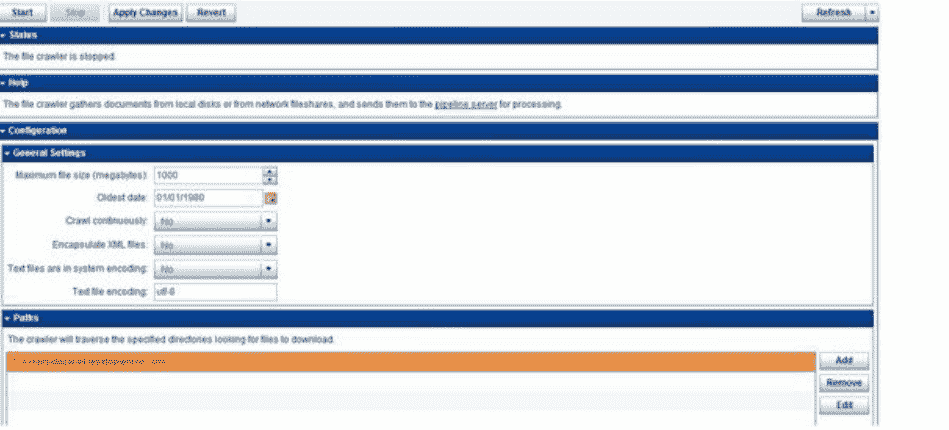 Start Stop Apply Changes Revert Refresh
Status
The file crawler is stopped.
Help
The file crawler gathers documents from local disks or from network fileshares, and sends them to the pipeline server for processing.
Configuration
General Settings
Maximum file size (megabytes): 1000
Oldest date: 01/01/1980
Crawl continuously: No
Encapsulate XML files: No
Text files are in system encoding: No
Text file encoding: utf-8
Paths
The crawler will traverse the specified directories looking for files to download.
Add
Remove
Edit